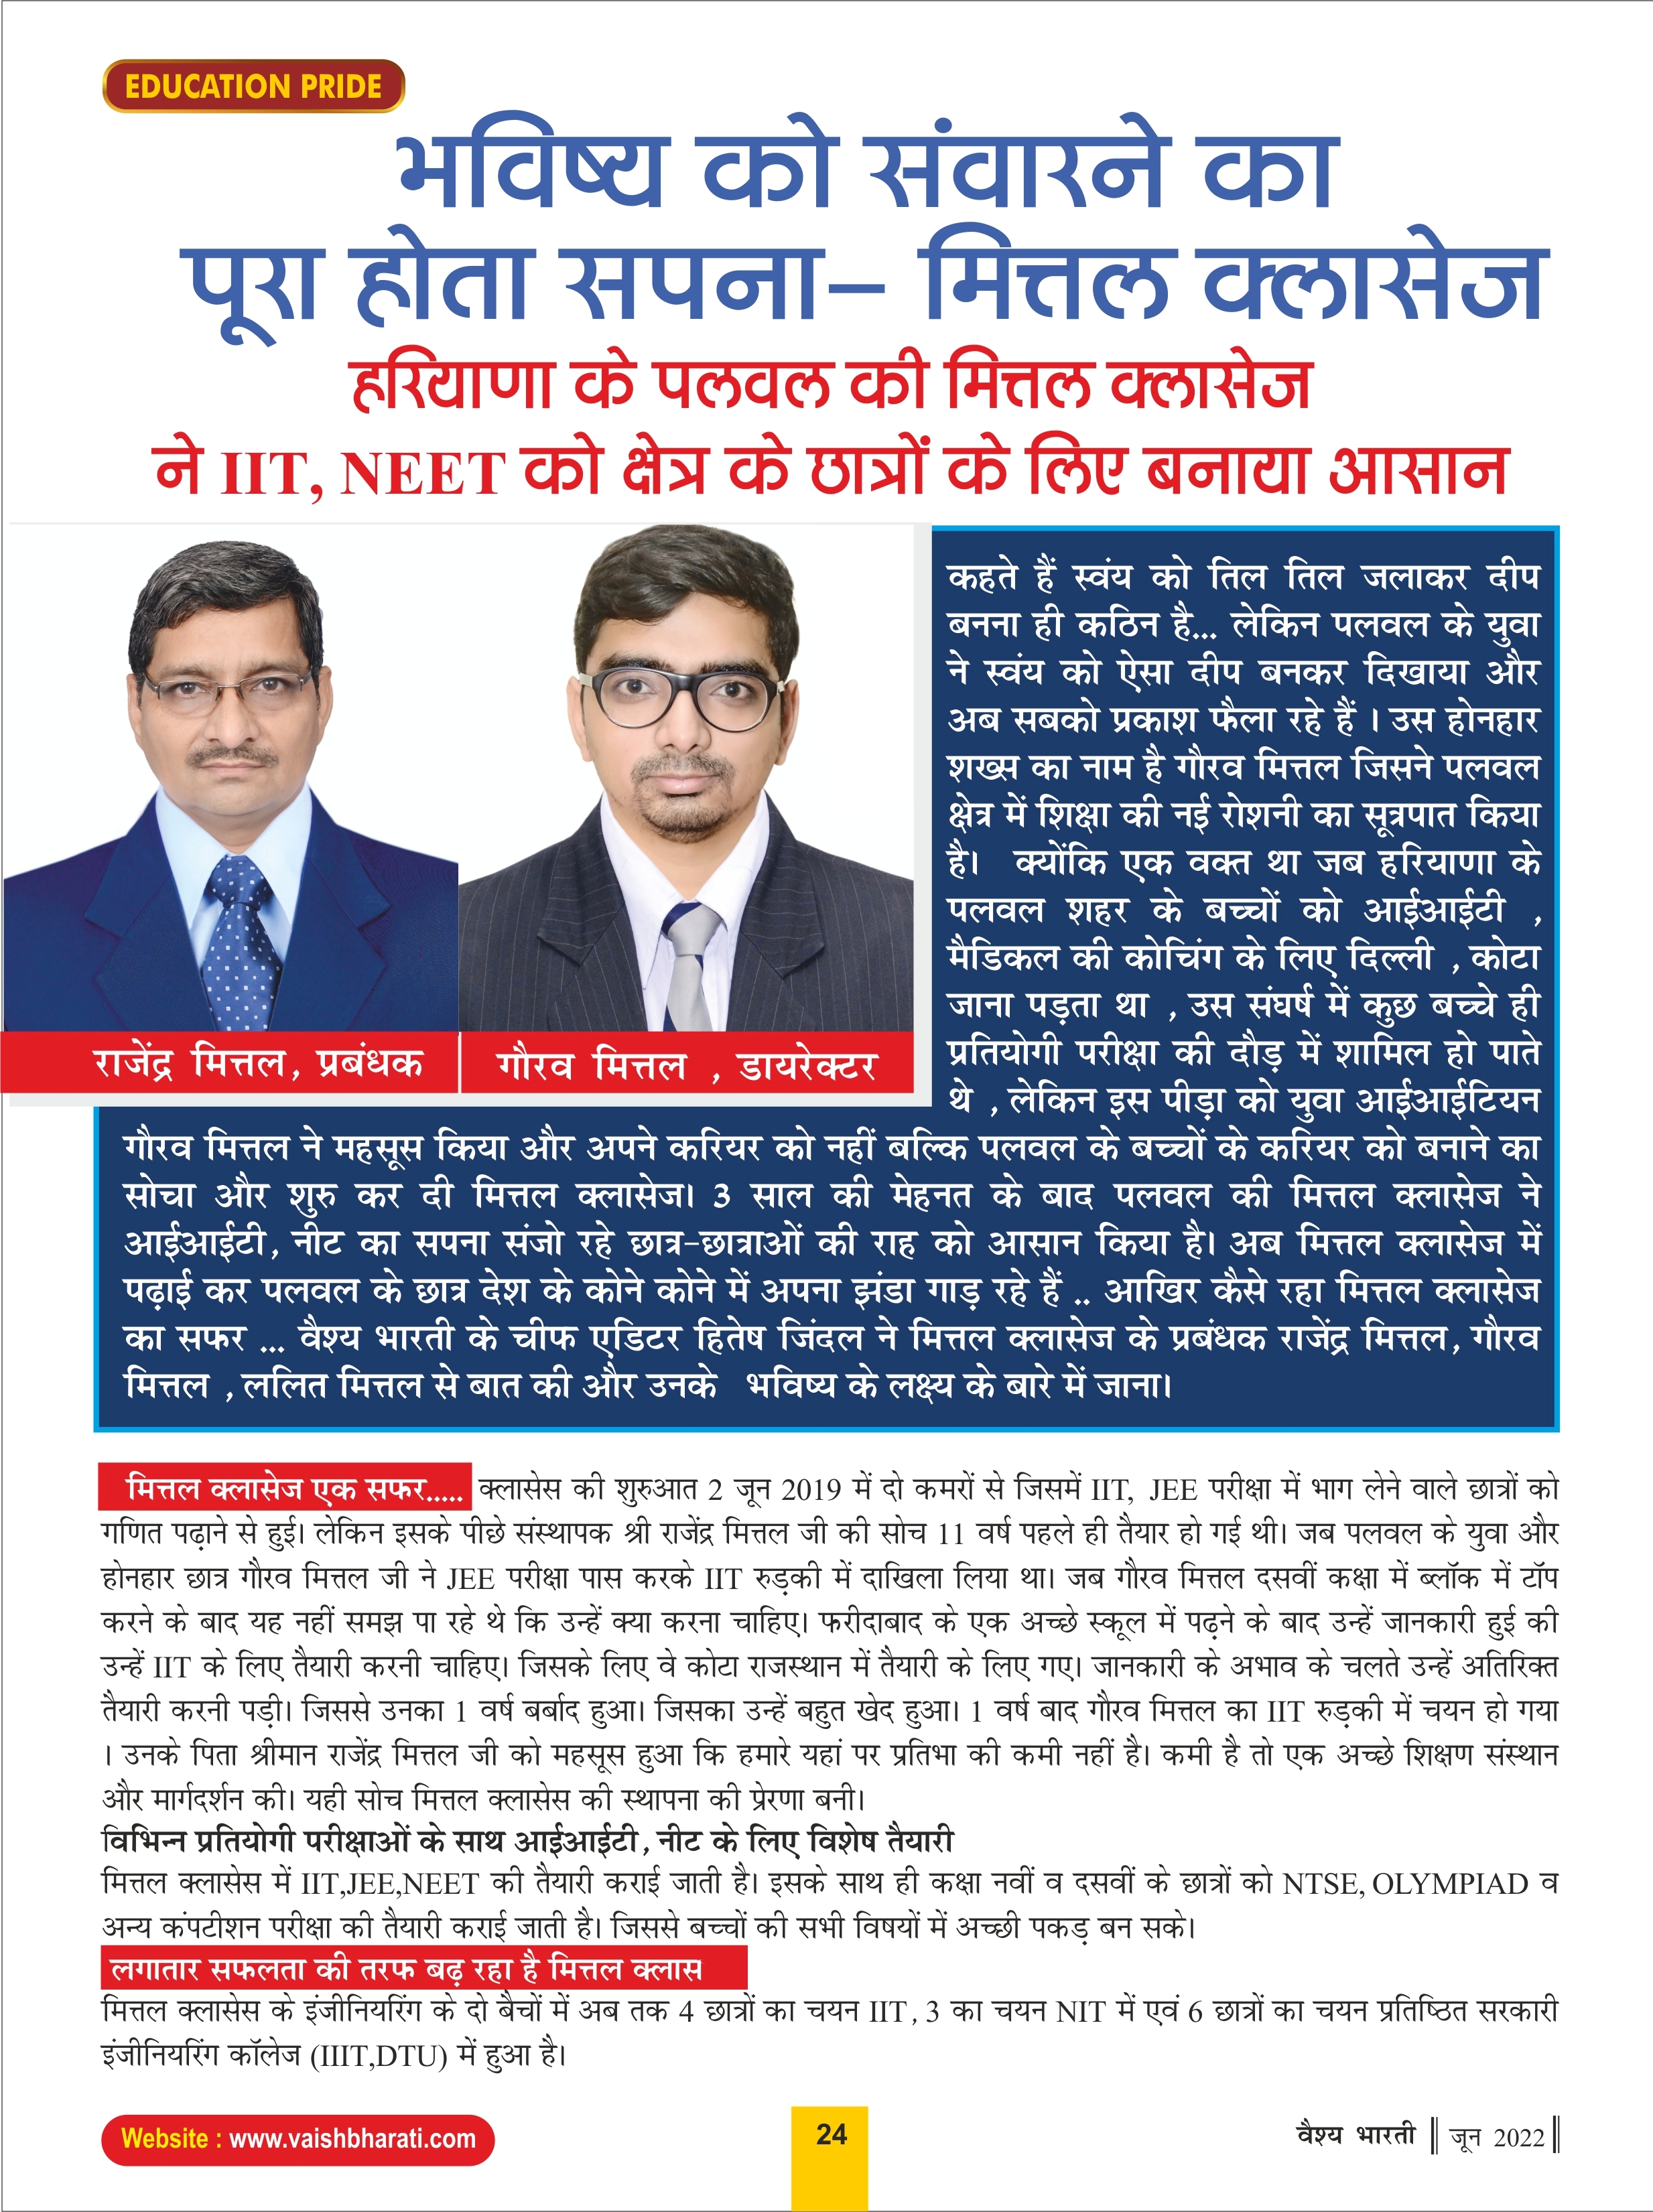 EDUCATION PRIDE
भविष्य को संवारने का
पूरा होता सपना– मित्तल क्लासेज
हरियाणा के पलवल की मित्तल क्लासेज
ने IIT, NEET को क्षेत्र के छात्रों के लिए बनाया आसान
राजेंद्र मित्तल, प्रबंधक
गौरव मित्तल , डायरेक्टर
कहते हैं स्वंय को तिल तिल जलाकर दीप
बनना ही कठिन है... लेकिन पलवल के युवा
ने स्वंय को ऐसा दीप बनकर दिखाया और
अब सबको प्रकाश फैला रहे हैं । उस होनहार
शख्स का नाम है गौरव मित्तल जिसने पलवल
क्षेत्र में शिक्षा की नई रोशनी का सूत्रपात किया
है। क्योंकि एक वक्त था जब हरियाणा के
पलवल शहर के बच्चों को आईआईटी ,
मैडिकल की कोचिंग के लिए दिल्ली , कोटा
जाना पड़ता था , उस संघर्ष में कुछ बच्चे ही
प्रतियोगी परीक्षा की दौड़ में शामिल हो पाते
थे , लेकिन इस पीड़ा को युवा आईआईटियन
गौरव मित्तल ने महसूस किया और अपने करियर को नहीं बल्कि पलवल के बच्चों के करियर को बनाने का
सोचा और शुरु कर दी मित्तल क्लासेज। 3 साल की मेहनत के बाद पलवल की मित्तल क्लासेज ने
आईआईटी, नीट का सपना संजो रहे छात्र-छात्राओं की राह को आसान किया है। अब मित्तल क्लासेज में
पढ़ाई कर पलवल के छात्र देश के कोने कोने में अपना झंडा गाड़ रहे हैं .. आखिर कैसे रहा मित्तल क्लासेज
का सफर ... वैश्य भारती के चीफ एडिटर हितेष जिंदल ने मित्तल क्लासेज के प्रबंधक राजेंद्र मित्तल, गौरव
मित्तल , ललित मित्तल से बात की और उनके भविष्य के लक्ष्य के बारे में जाना।
मित्तल क्लासेज एक सफर..... क्लासेस की शुरुआत 2 जून 2019 में दो कमरों से जिसमें IIT, JEE परीक्षा में भाग लेने वाले छात्रों को
गणित पढ़ाने से हुई। लेकिन इसके पीछे संस्थापक श्री राजेंद्र मित्तल जी की सोच 11 वर्ष पहले ही तैयार हो गई थी। जब पलवल के युवा और
होनहार छात्र गौरव मित्तल जी ने JEE परीक्षा पास करके IIT रुड़की में दाखिला लिया था। जब गौरव मित्तल दसवीं कक्षा में ब्लॉक में टॉप
करने के बाद यह नहीं समझ पा रहे थे कि उन्हें क्या करना चाहिए। फरीदाबाद के एक अच्छे स्कूल में पढ़ने के बाद उन्हें जानकारी हुई की
उन्हें IIT के लिए तैयारी करनी चाहिए। जिसके लिए वे कोटा राजस्थान में तैयारी के लिए गए। जानकारी के अभाव के चलते उन्हें अतिरिक्त
तैयारी करनी पड़ी। जिससे उनका 1 वर्ष बर्बाद हुआ। जिसका उन्हें बहुत खेद हुआ। 1 वर्ष बाद गौरव मित्तल का IIT रुड़की में चयन हो गया
। उनके पिता श्रीमान राजेंद्र मित्तल जी को महसूस हुआ कि हमारे यहां पर प्रतिभा की कमी नहीं है। कमी है तो एक अच्छे शिक्षण संस्थान
और मार्गदर्शन की। यही सोच मित्तल क्लासेस की स्थापना की प्रेरणा बनी।
विभिन्न प्रतियोगी परीक्षाओं के साथ आईआईटी, नीट के लिए विशेष तैयारी
मित्तल क्लासेस में IIT,JEE,NEET की तैयारी कराई जाती है। इसके साथ ही कक्षा नवीं व दसवीं के छात्रों को NTSE, OLYMPIAD व
अन्य कंपटीशन परीक्षा की तैयारी कराई जाती है। जिससे बच्चों की सभी विषयों में अच्छी पकड़ बन सके।
लगातार सफलता की तरफ बढ़ रहा है मित्तल क्लास
मित्तल क्लासेस के इंजीनियरिंग के दो बैचों में अब तक 4 छात्रों का चयन IIT , 3 का चयन NIT में एवं 6 छात्रों का चयन प्रतिष्ठित सरकारी
इंजीनियरिंग कॉलेज (IIIT,DTU) में हुआ है।
Website : www.vaishbharati.com
24
वैश्य भारती || जून 2022 ||